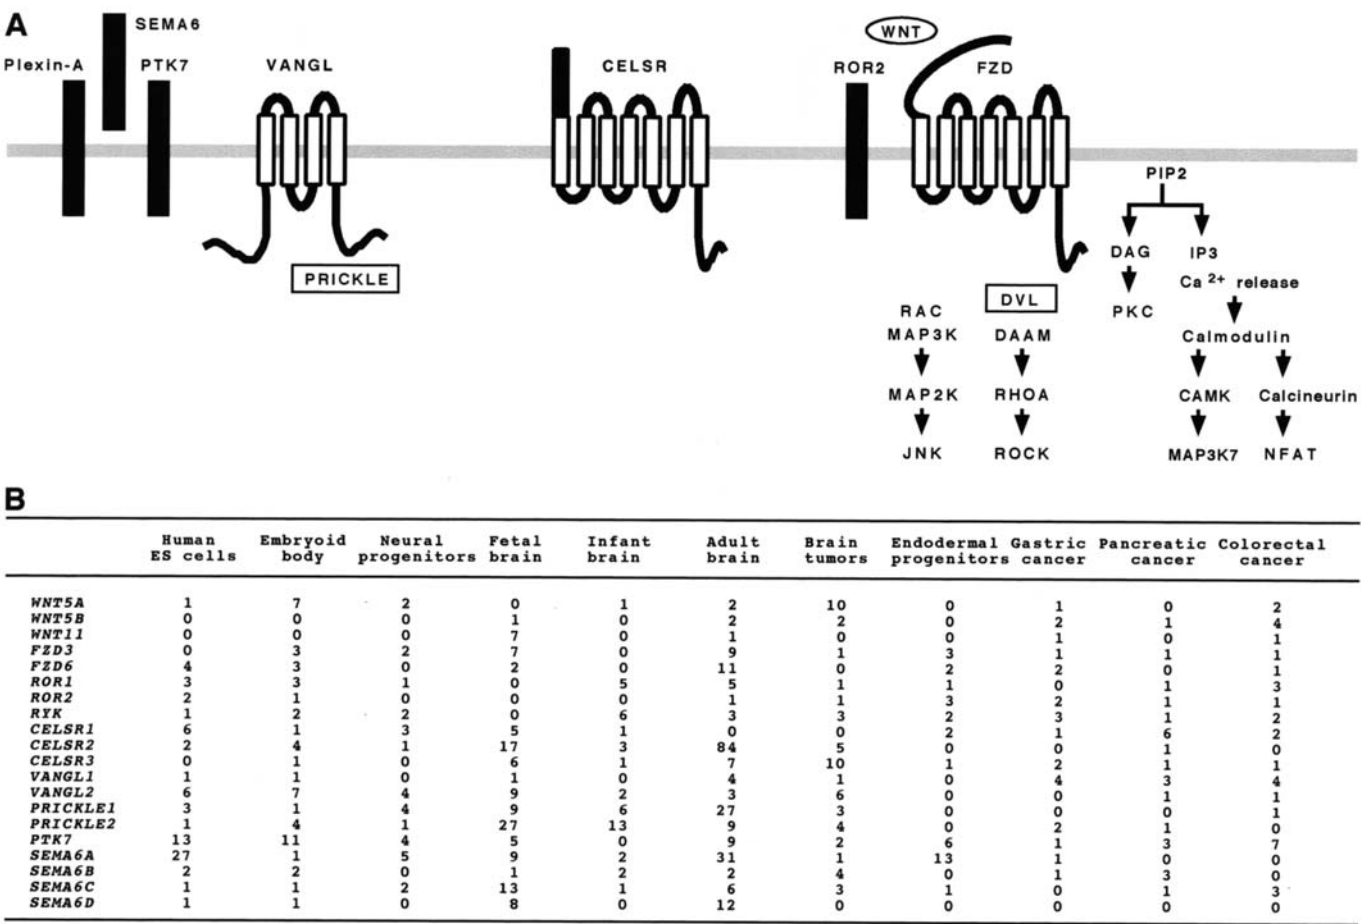 A
SEMA6
Plexin-A PTK7 VANGL CELSR ROR2 WNT FZD
PIP2
PRICKLE
DAG IP3
Ca 2+ release
DVL
RAC PKC
MAP3K DAAM Calmodulin
MAP2K RHOA CAMK Calcineurin
JNK ROCK MAP3K7 NFAT
B
Human Embryoid Neural Fetal Infant Adult Brain Endodermal Gastric Pancreatic Colorectal
ES cells body progenitors brain brain brain tumors progenitors cancer cancer cancer
WNT5A 1 7 2 0 1 2 10 0 1 0 2
WNT5B 0 0 0 1 0 2 2 0 2 1 4
WNT11 0 0 0 7 0 1 0 0 1 0 1
FZD3 0 3 2 7 0 9 1 3 1 1 1
FZD6 4 3 0 2 0 11 0 2 2 0 1
ROR1 3 3 1 0 5 5 1 1 0 1 3
ROR2 2 1 0 0 0 1 1 3 2 1 1
RYK 1 2 2 0 6 3 3 2 3 1 2
CELSR1 6 1 3 5 1 0 0 2 1 6 2
CELSR2 2 4 1 17 3 84 5 0 0 1 0
CELSR3 0 1 0 6 1 7 10 1 2 1 1
VANGL1 1 1 0 1 0 4 1 0 4 3 4
VANGL2 6 7 4 9 2 3 6 0 0 1 1
PRICKLE1 3 1 4 9 6 27 3 0 0 0 1
PRICKLE2 1 4 1 27 13 9 4 0 2 1 0
PTK7 13 11 4 5 0 9 2 6 1 3 7
SEMA6A 27 1 5 9 2 31 1 13 1 0 0
SEMA6B 2 2 0 1 2 2 4 0 1 3 0
SEMA6C 1 1 2 13 1 6 3 1 0 1 3
SEMA6D 1 1 0 8 0 12 0 0 0 0 0